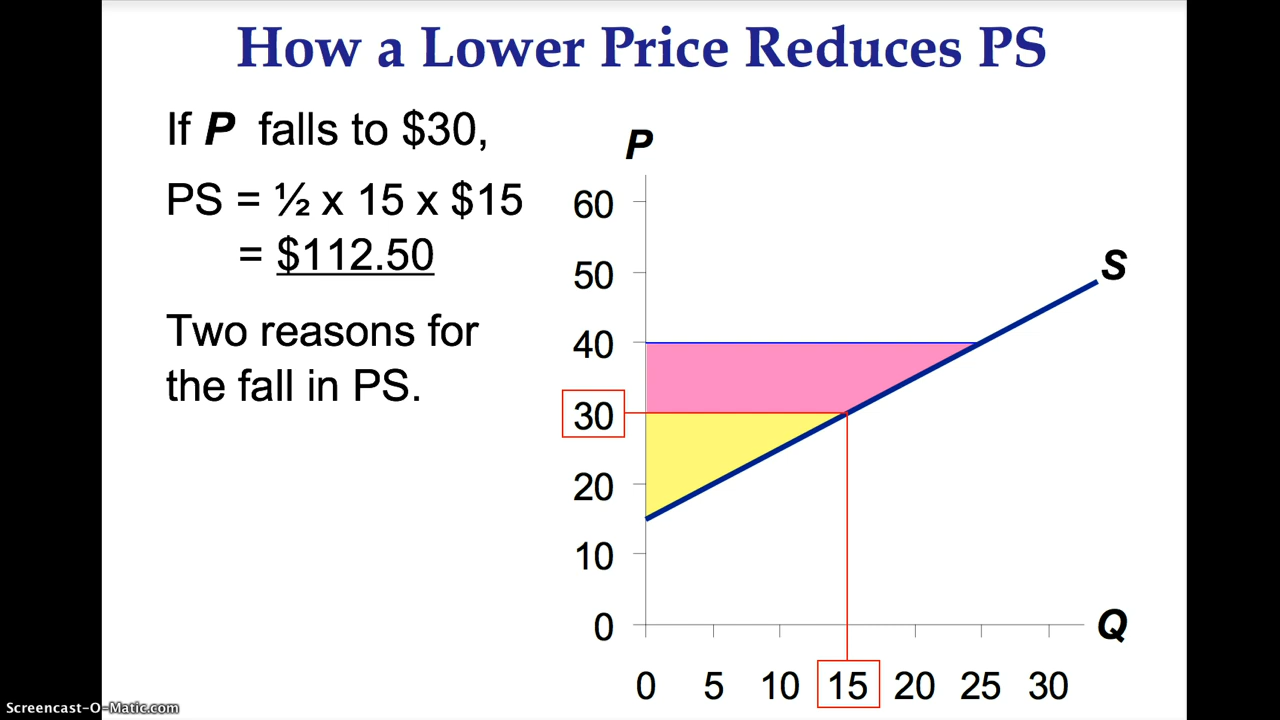 How a Lower Price Reduces PS
If P falls to $30,
PS = ½ x 15 x $15
= $112.50
Two reasons for
the fall in PS.
P
60
50
40
30
20
10
0
S
Q
0 5 10 15 20 25 30
Screencast-O-Matic.com